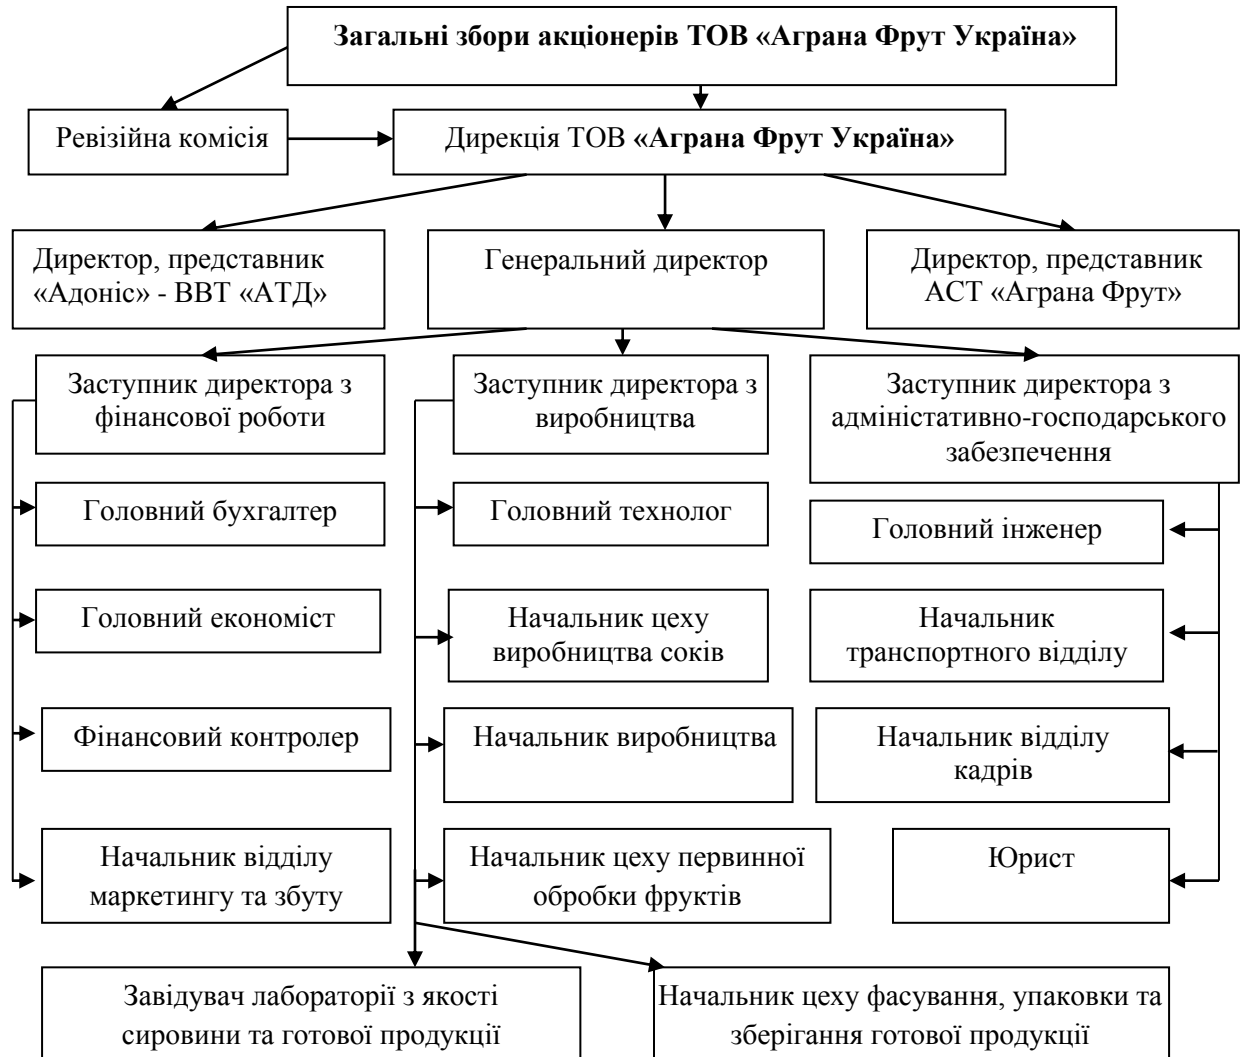 Загальні збори акціонерів ТОВ «Аграна Фрут Україна»
Ревізійна комісія
Дирекція ТОВ «Аграна Фрут Україна»
Директор, представник
«Адоніс» - ВВТ «АТД»
Генеральний директор
Директор, представник
АСТ «Аграна Фрут»
Заступник директора з
фінансової роботи
Заступник директора з
виробництва
Заступник директора з
адміністативно-господарського
забезпечення
Головний бухгалтер
Головний технолог
Головний інженер
Головний економіст
Начальник цеху
виробництва соків
Начальник
транспортного відділу
Фінансовий контролер
Начальник виробництва
Начальник відділу
кадрів
Начальник відділу
маркетингу та збуту
Начальник цеху первинної
обробки фруктів
Юрист
Завідувач лабораторії з якості
сировини та готової продукції
Начальник цеху фасування, упаковки та
зберігання готової продукції